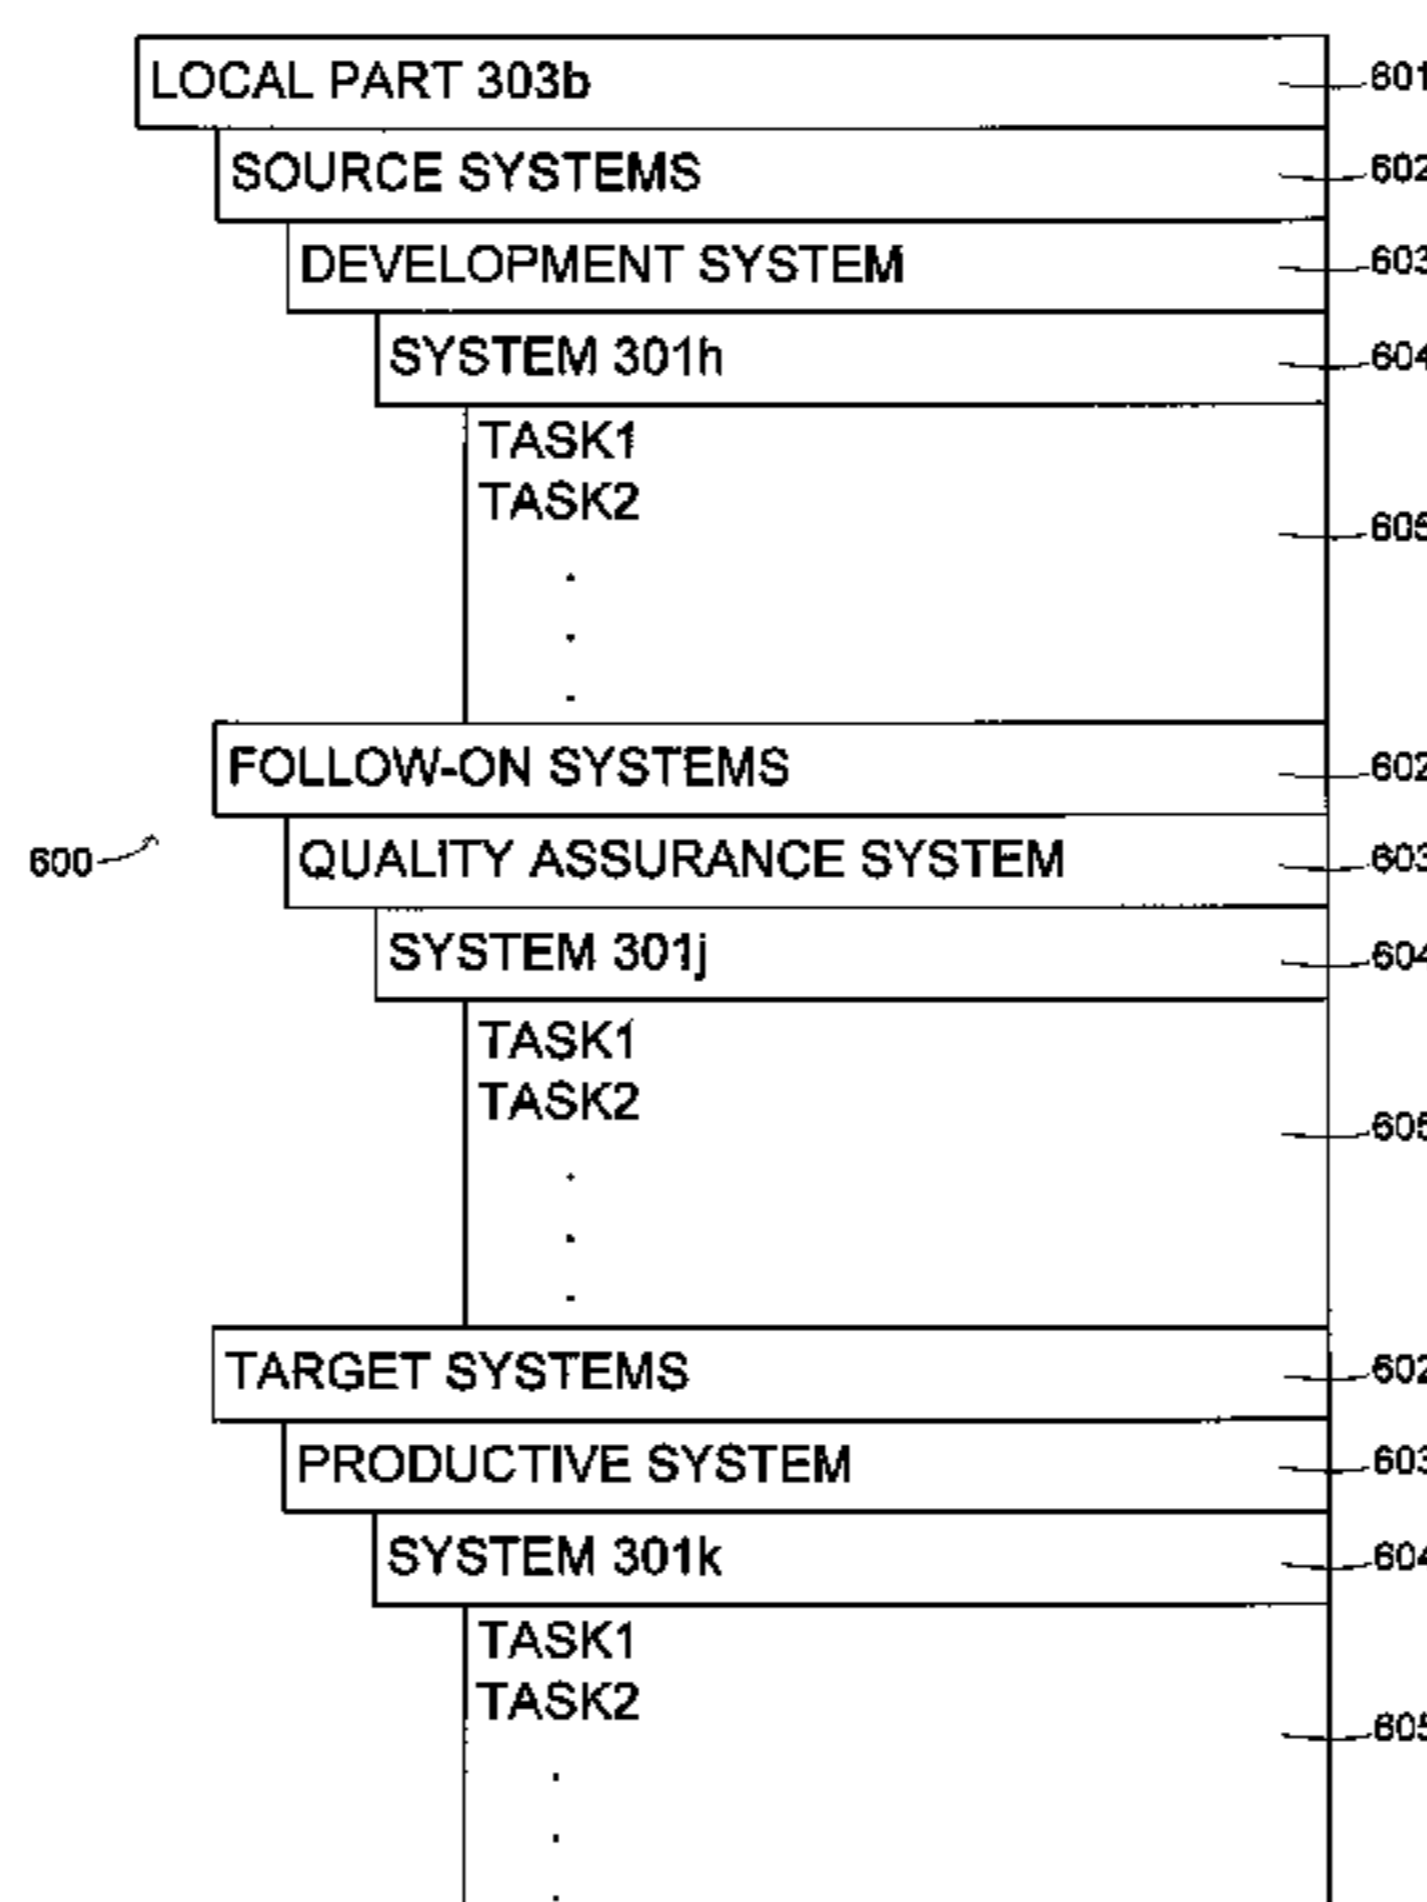 LOCAL PART 303b 601
SOURCE SYSTEMS 602
DEVELOPMENT SYSTEM 603
SYSTEM 301h 604
TASK1
TASK2
605
.
.
.
FOLLOW-ON SYSTEMS 602
600
QUALITY ASSURANCE SYSTEM 603
SYSTEM 301j 604
TASK1
TASK2
605
.
.
.
TARGET SYSTEMS 602
PRODUCTIVE SYSTEM 603
SYSTEM 301k 604
TASK1
TASK2
605
.
.
.